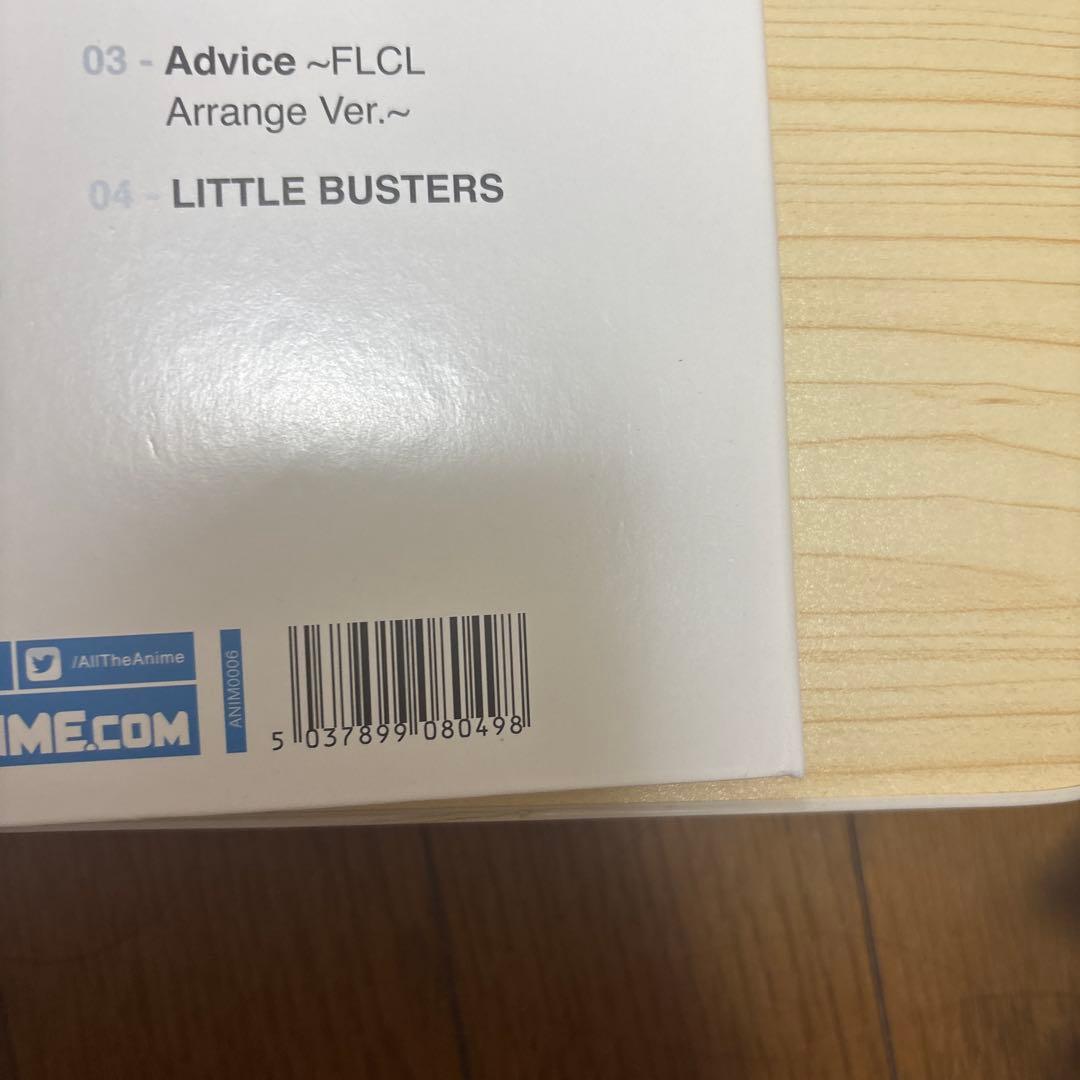 03 - Advice ~FLCL
Arrange Ver.~
04 - LITTLE BUSTERS
/AllTheAnime
IME.COM
ANIM0006
5 037899 080498